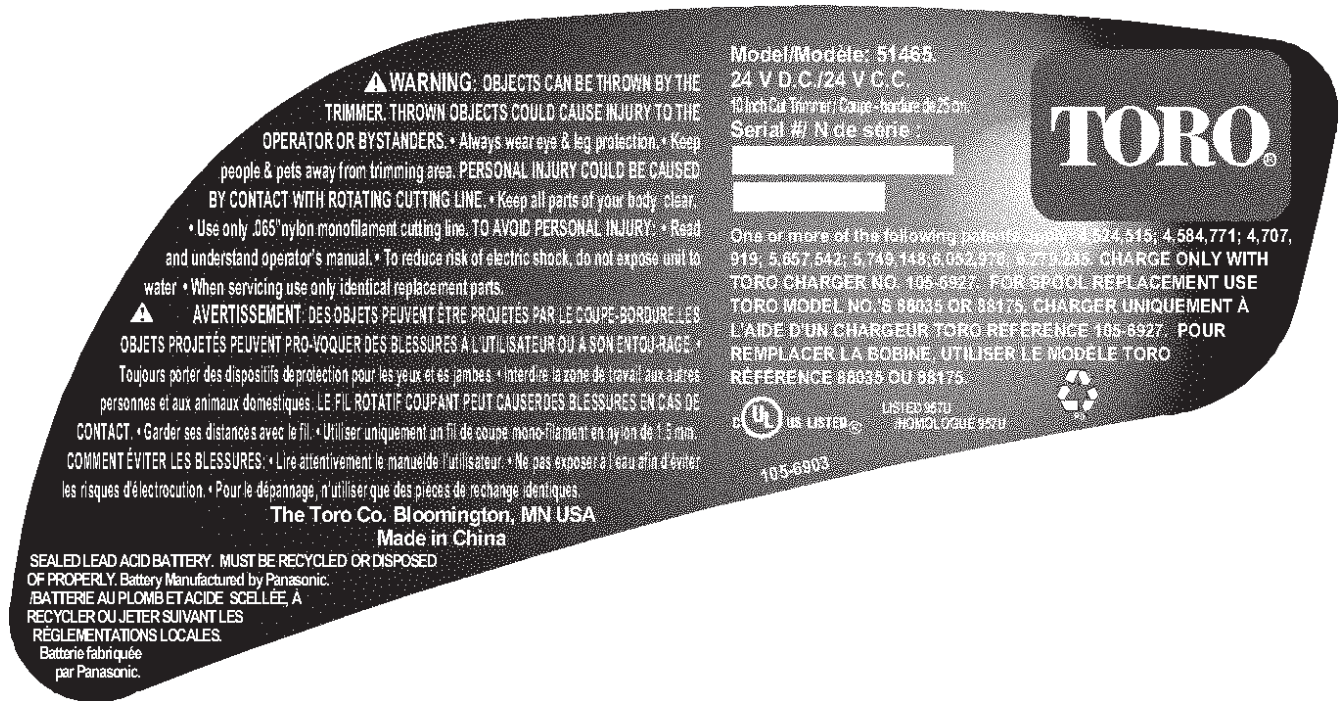 ⚠ WARNING: OBJECTS CAN BE THROWN BY THE
TRIMMER. THROWN OBJECTS COULD CAUSE INJURY TO THE
OPERATOR OR BYSTANDERS. • Always wear eye & leg protection. • Keep
people & pets away from trimming area. PERSONAL INJURY COULD BE CAUSED
BY CONTACT WITH ROTATING CUTTING LINE. • Keep all parts of your body clear.
• Use only .065" nylon monofilament cutting line. TO AVOID PERSONAL INJURY: • Read
and understand operator's manual. • To reduce risk of electric shock, do not expose unit to
water • When servicing use only identical replacement parts.
⚠ AVERTISSEMENT: DES OBJETS PEUVENT ÊTRE PROJETÉS PAR LE COUPE-BORDURE.LES
OBJETS PROJETÉS PEUVENT PRO-VOQUER DES BLESSURES À L'UTILISATEUR OU A SON ENTOU-RAGE •
Toujours porter des dispositifs deprotection pour les yeux et es jambes. • Interdire la zone de travail aux autres
personnes et aux animaux domestiques. LE FIL ROTATIF COUPANT PEUT CAUSERDES BLESSURES EN CAS DE
CONTACT. • Garder ses distances avec le fil. • Utiliser uniquement un fil de coupe mono-filament en nylon de 1.5 mm.
COMMENT ÉVITER LES BLESSURES: • Lire attentivement le manuelde l'utilisateur. • Ne pas exposer à l eau afin d'éviter
les risques d'électrocution. • Pour le dépannage, n'utiliser que des pièces de rechange identiques.
The Toro Co. Bloomington, MN USA
Made in China
SEALED LEAD ACID BATTERY. MUST BE RECYCLED OR DISPOSED
OF PROPERLY. Battery Manufactured by Panasonic.
/BATTERIE AU PLOMB ET ACIDE SCELLÉE, À
RECYCLER OU JETER SUIVANT LES
RÉGLEMENTATIONS LOCALES.
Batterie fabriquée
par Panasonic.
Model/Modèle: 51465.
24 V D.C./24 V C.C.
10 Inch Cut Trimmer / Coupe-bordure de 25 cm
Serial #/ N de série :
TORO®
One or more of the following patents apply: 4,584,771; 4,707,
919; 5,657,542; 5,749,148; CHARGE ONLY WITH
TORO CHARGER NO. 105-6927. FOR SPOOL REPLACEMENT USE
TORO MODEL NO.'S 88035 OR 88175. CHARGER UNIQUEMENT À
L'AIDE D'UN CHARGEUR TORO RÉFÉRENCE 105-6927. POUR
REMPLACER LA BOBINE, UTILISER LE MODÈLE TORO
RÉFÉRENCE 88035 OU 88175
C UL US LISTED
LISTED 957U
/HOMOLOGUE 957U
105-6903